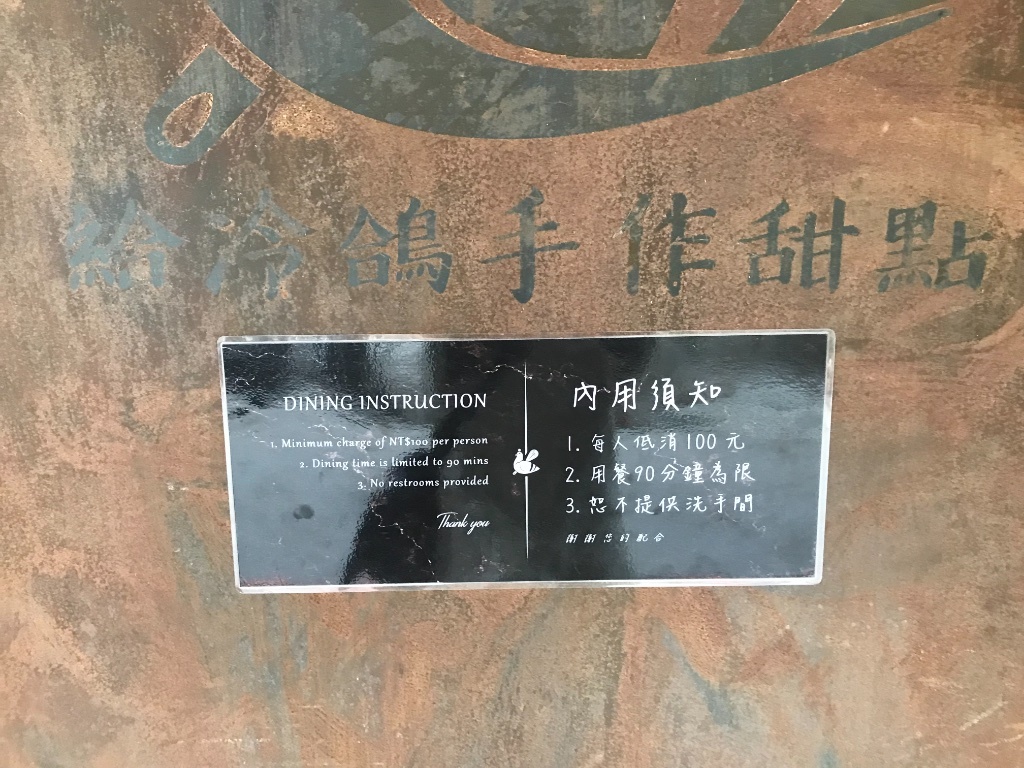 給冷鴿手作甜點
DINING INSTRUCTION
1. Minimum charge of NT$100 per person
2. Dining time is limited to 90 mins
3. No restrooms provided
Thank you
內用須知
1. 每人低消100元
2. 用餐90分鐘為限
3. 恕不提供洗手間
謝謝您的配合